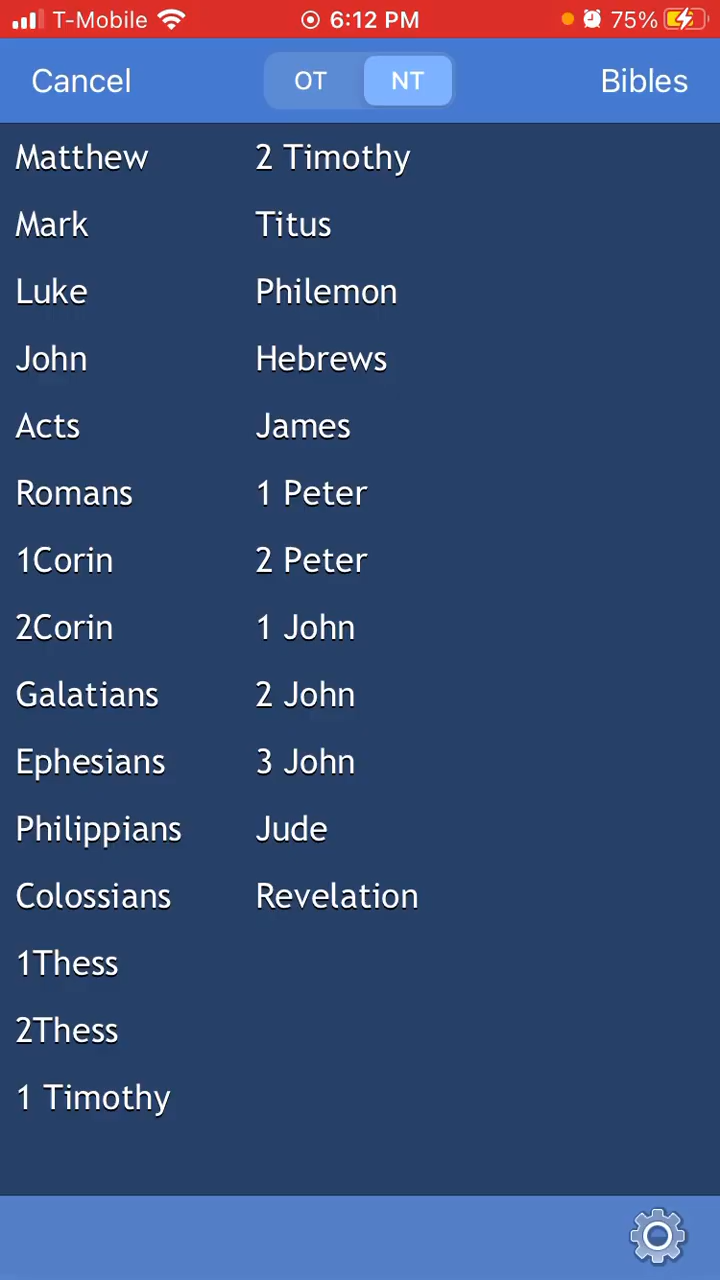 T-Mobile 6:12 PM 75%
Cancel OT NT Bibles
Matthew 2 Timothy
Mark Titus
Luke Philemon
John Hebrews
Acts James
Romans 1 Peter
1Corin 2 Peter
2Corin 1 John
Galatians 2 John
Ephesians 3 John
Philippians Jude
Colossians Revelation
1Thess
2Thess
1 Timothy